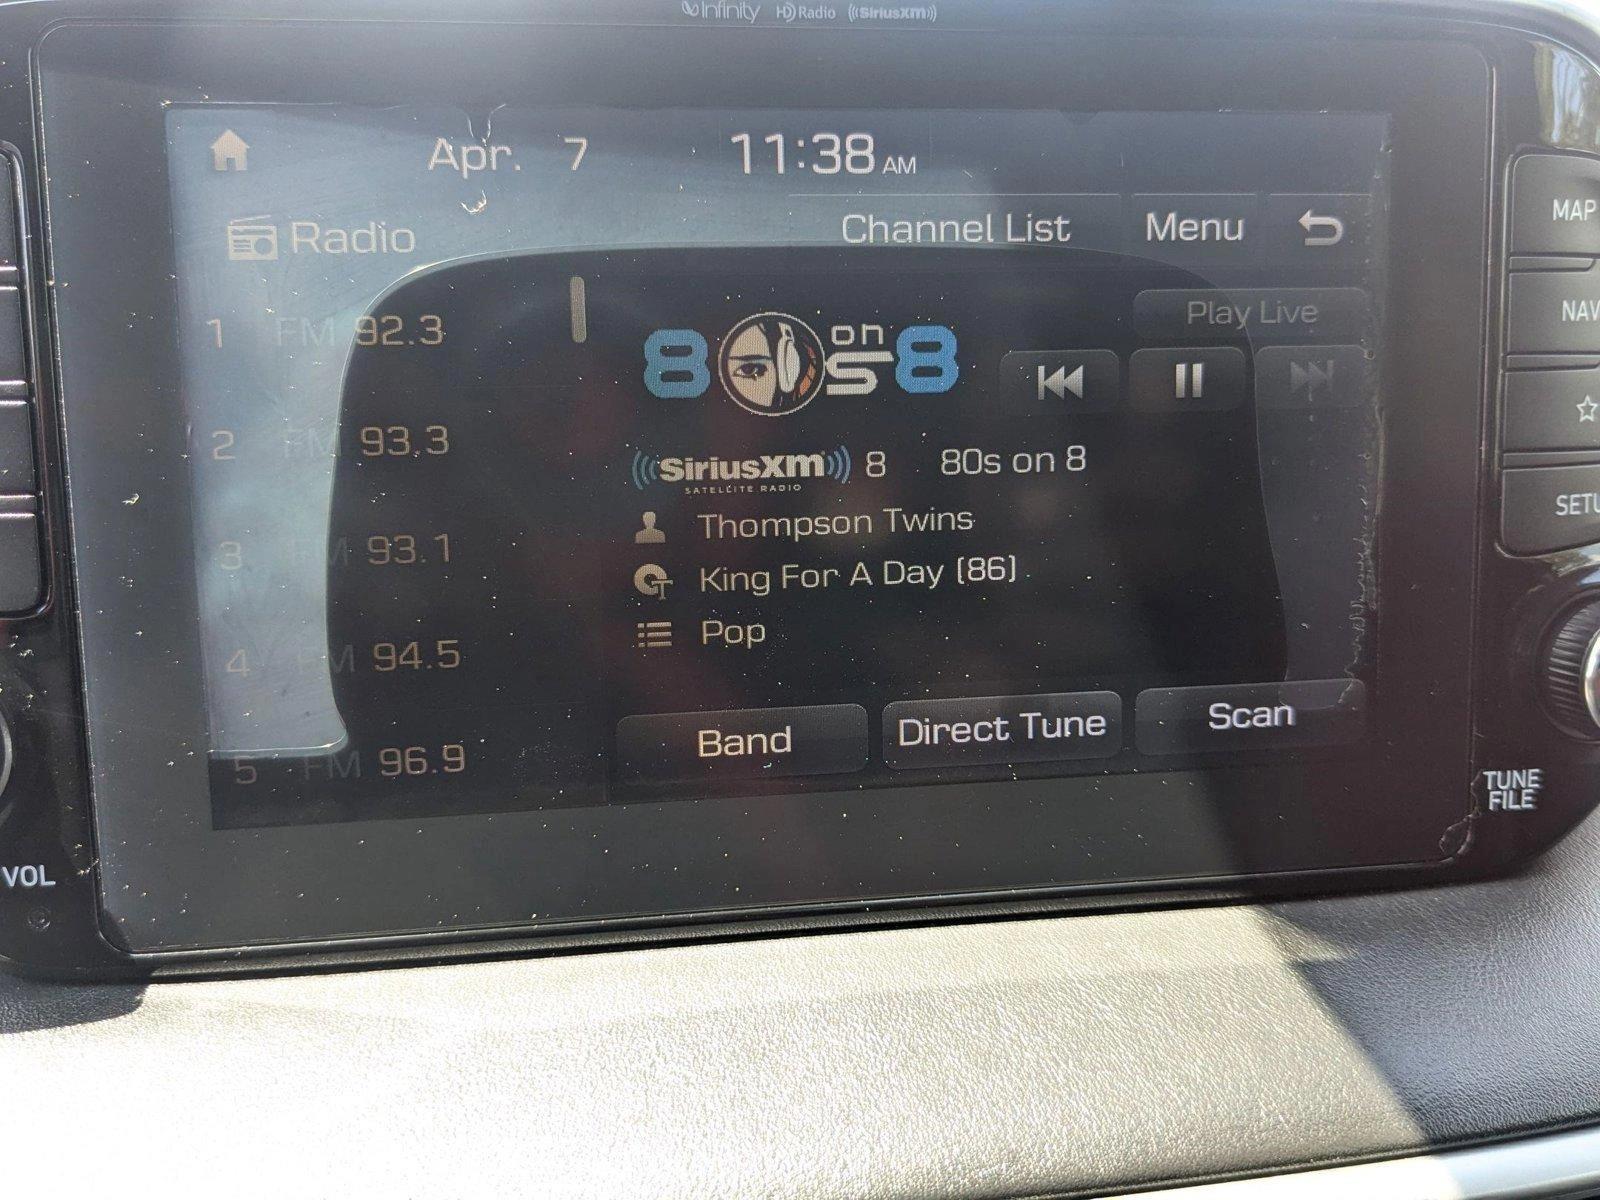 Infinity HD Radio ((SiriusXM))
Apr. 7 11:38 AM
Radio Channel List Menu
1 FM 92.3
2 FM 93.3
3 FM 93.1
4 FM 94.5
5 FM 96.9
80s on 8
Play Live
SiriusXM 8 80s on 8
SATELLITE RADIO
Thompson Twins
King For A Day (86)
Pop
Band Direct Tune Scan
MAP
NAV
SETU
TUNE
FILE
VOL